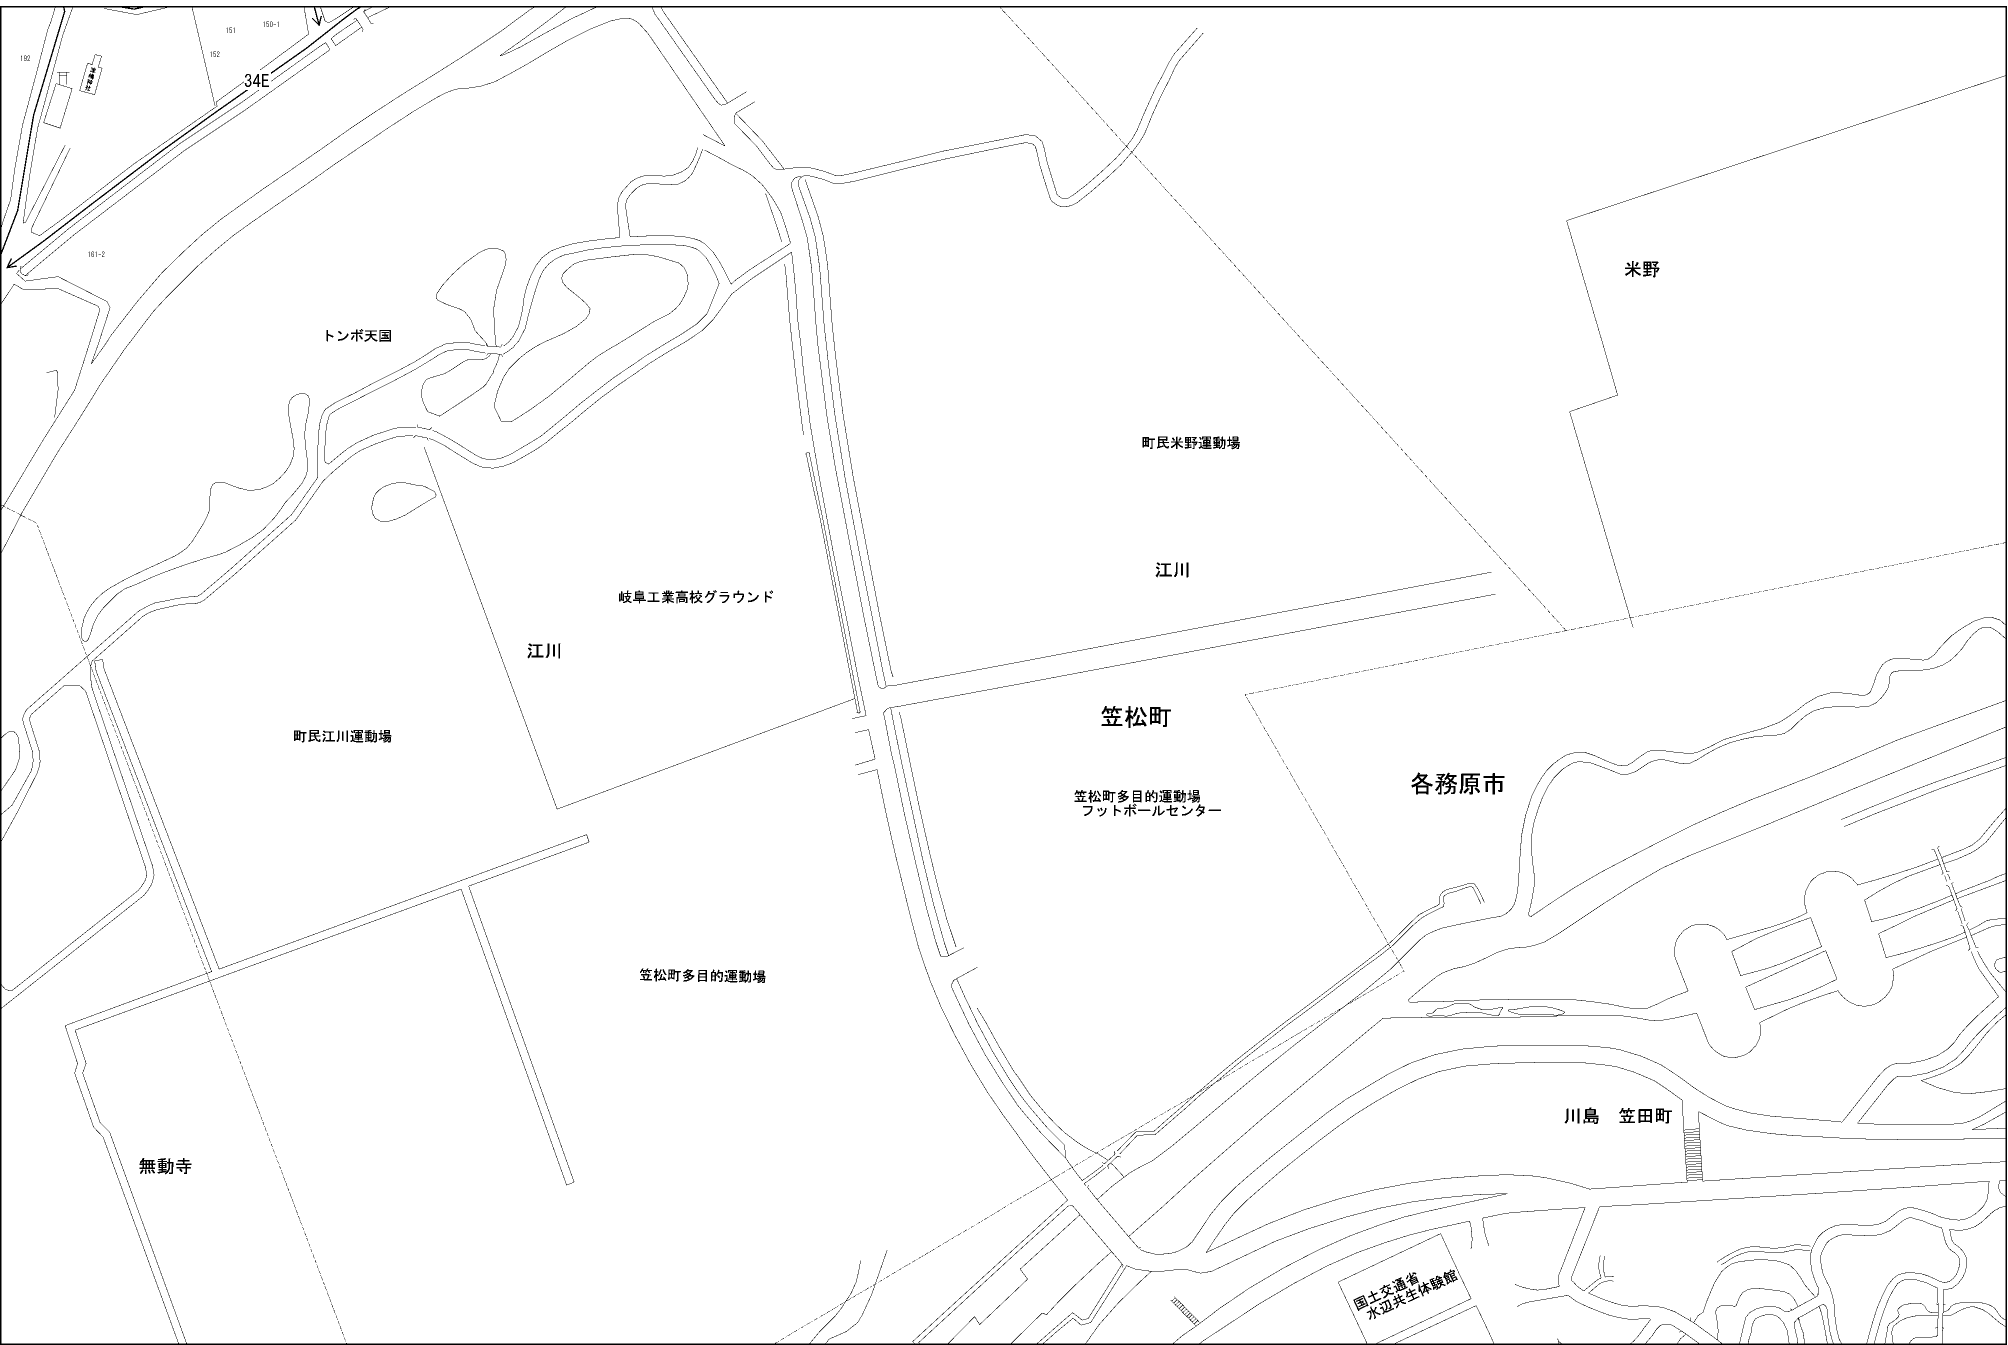 150-1
151
152
192
34E
161-2
米野
トンボ天国
町民米野運動場
江川
岐阜工業高校グラウンド
江川
笠松町
町民江川運動場
各務原市
笠松町多目的運動場
フットボールセンター
笠松町多目的運動場
川島　笠田町
無動寺
国土交通省
水辺共生体験館